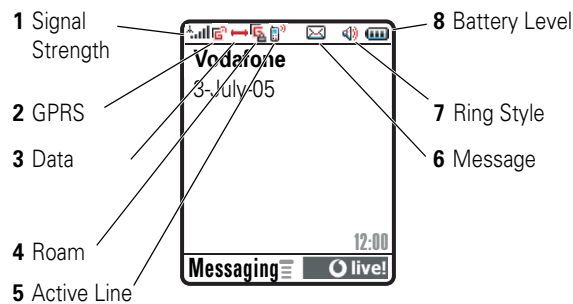 1 Signal
Strength
2 GPRS
3 Data
4 Roam
5 Active Line
Vodafone
3-July-05
12:00
Messaging
live!
8 Battery Level
7 Ring Style
6 Message